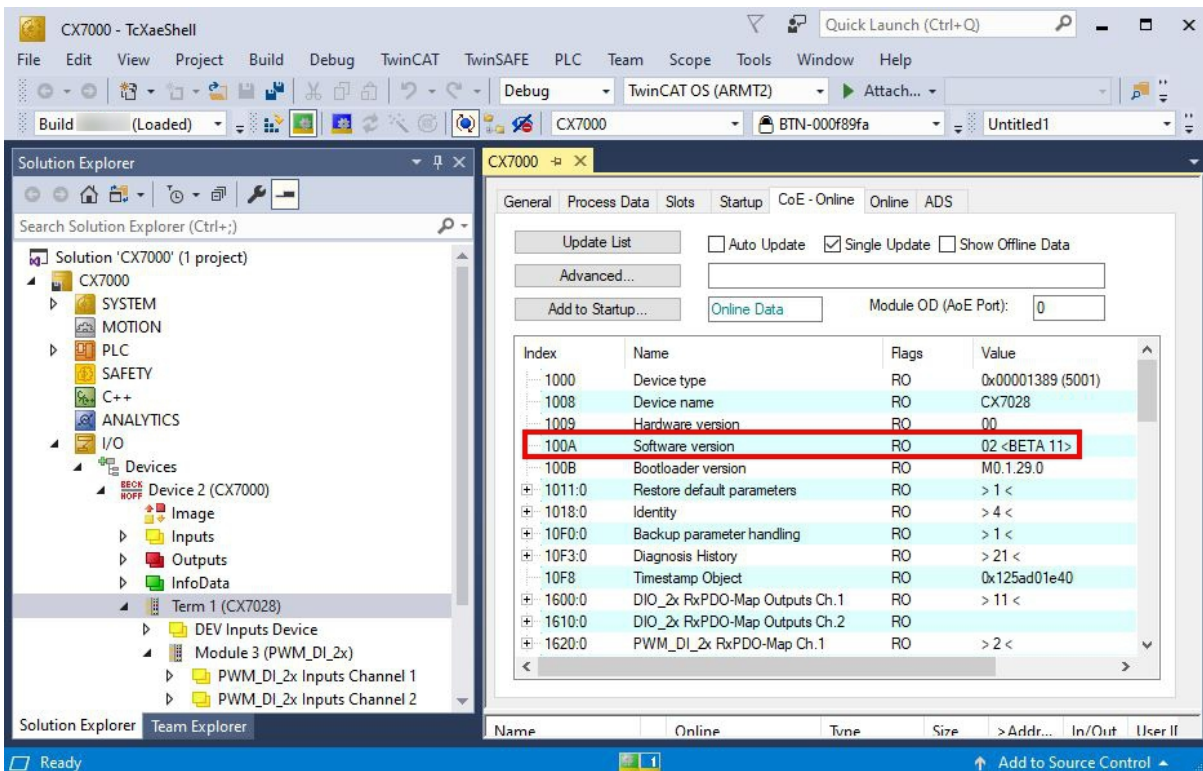 CX7000 - TcXaeShell
Quick Launch (Ctrl+Q)
File Edit View Project Build Debug TwinCAT TwinSAFE PLC Team Scope Tools Window Help
Debug TwinCAT OS (ARMT2) Attach...
Build (Loaded) CX7000 BTN-000f89fa Untitled1
Solution Explorer
Search Solution Explorer (Ctrl+;)
Solution 'CX7000' (1 project)
CX7000
SYSTEM
MOTION
PLC
SAFETY
C++
ANALYTICS
I/O
Devices
BECKHOFF Device 2 (CX7000)
Image
Inputs
Outputs
InfoData
Term 1 (CX7028)
DEV Inputs Device
Module 3 (PWM_DI_2x)
PWM_DI_2x Inputs Channel 1
PWM_DI_2x Inputs Channel 2
Solution Explorer Team Explorer
CX7000
General Process Data Slots Startup CoE - Online Online ADS
Update List Auto Update Single Update Show Offline Data
Advanced...
Add to Startup... Online Data Module OD (AoE Port): 0
Index Name Flags Value
1000 Device type RO 0x00001389 (5001)
1008 Device name RO CX7028
1009 Hardware version RO 00
100A Software version RO 02 <BETA 11>
100B Bootloader version RO M0.1.29.0
1011:0 Restore default parameters RO > 1 <
1018:0 Identity RO > 4 <
10F0:0 Backup parameter handling RO > 1 <
10F3:0 Diagnosis History RO > 21 <
10F8 Timestamp Object RO 0x125ad01e40
1600:0 DIO_2x RxPDO-Map Outputs Ch.1 RO > 11 <
1610:0 DIO_2x RxPDO-Map Outputs Ch.2 RO
1620:0 PWM_DI_2x RxPDO-Map Ch.1 RO > 2 <
Name Online Type Size >Addr... In/Out User I
Ready 1 Add to Source Control